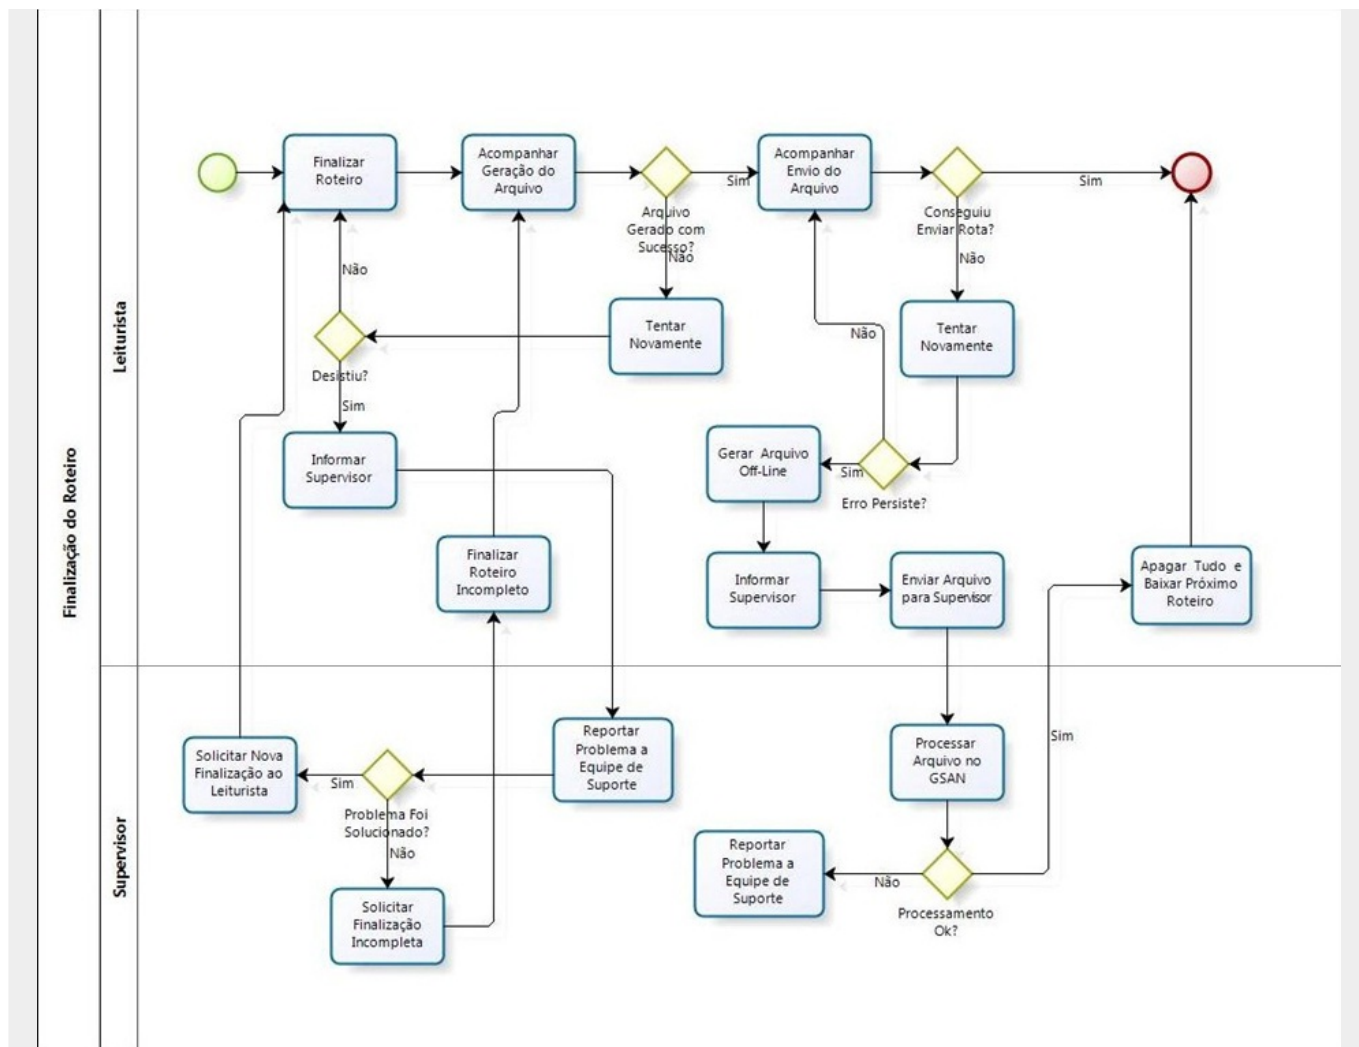 Finalização do Roteiro
Leiturista
Supervisor
Finalizar
Roteiro
Acompanhar
Geração do
Arquivo
Sim
Arquivo
Gerado com
Sucesso?
Não
Acompanhar
Envio do
Arquivo
Conseguiu
Enviar Rota?
Sim
Não
Não
Desistiu?
Sim
Tentar
Novamente
Não
Tentar
Novamente
Informar
Supervisor
Gerar Arquivo
Off-Line
Sim
Erro Persiste?
Finalizar
Roteiro
Incompleto
Informar
Supervisor
Enviar Arquivo
para Supervisor
Apagar Tudo e
Baixar Próximo
Roteiro
Solicitar Nova
Finalização ao
Leiturista
Sim
Problema Foi
Solucionado?
Não
Reportar
Problema a
Equipe de
Suporte
Processar
Arquivo no
GSAN
Sim
Solicitar
Finalização
Incompleta
Reportar
Problema a
Equipe de
Suporte
Não
Processamento
Ok?